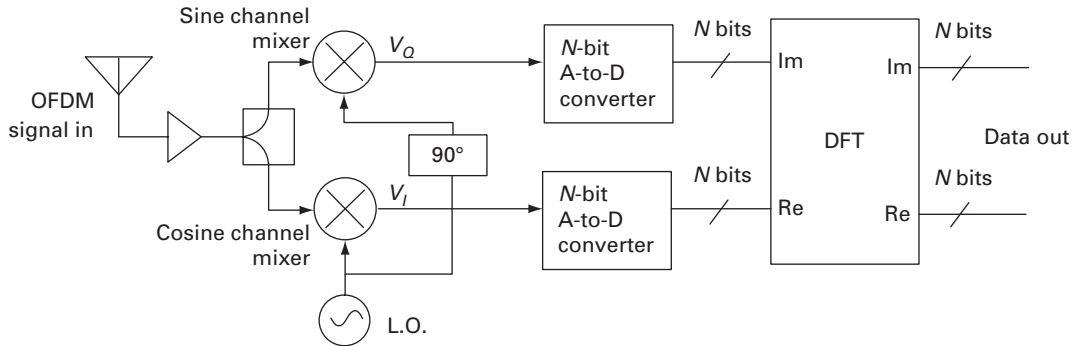 Sine channel
mixer
V_Q
N-bit
A-to-D
converter
N bits
Im
Im
N bits
OFDM
signal in
90°
DFT
Data out
V_I
N-bit
A-to-D
converter
N bits
Re
Re
N bits
Cosine channel
mixer
L.O.